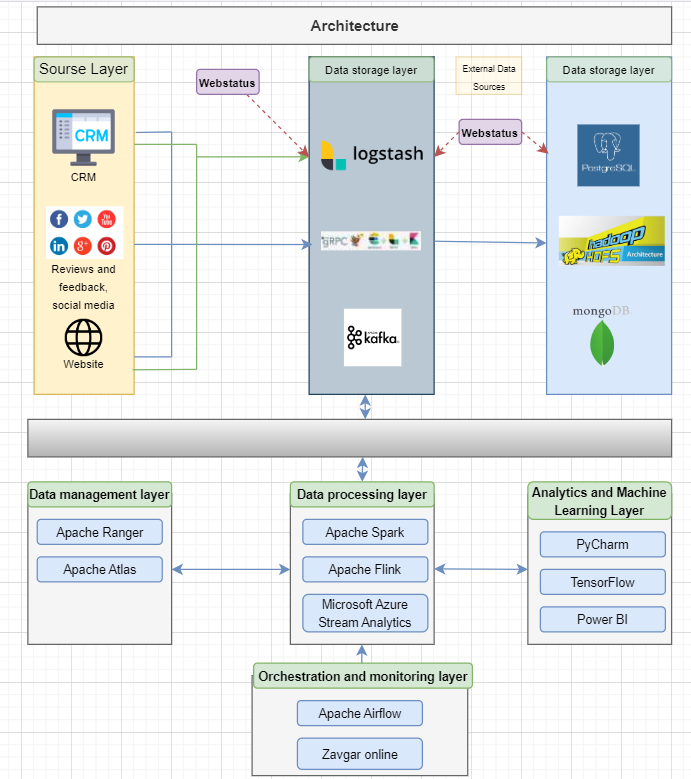 Architecture
Sourse Layer
CRM
CRM
Reviews and
feedback,
social media
Website
Webstatus
Data storage layer
logstash
gRPC
kafka
External Data
Sources
Webstatus
Data storage layer
PostgreSQL
hadoop
HDFS
Architecture
mongoDB
Data management layer
Apache Ranger
Apache Atlas
Data processing layer
Apache Spark
Apache Flink
Microsoft Azure
Stream Analytics
Analytics and Machine
Learning Layer
PyCharm
TensorFlow
Power BI
Orchestration and monitoring layer
Apache Airflow
Zavgar online